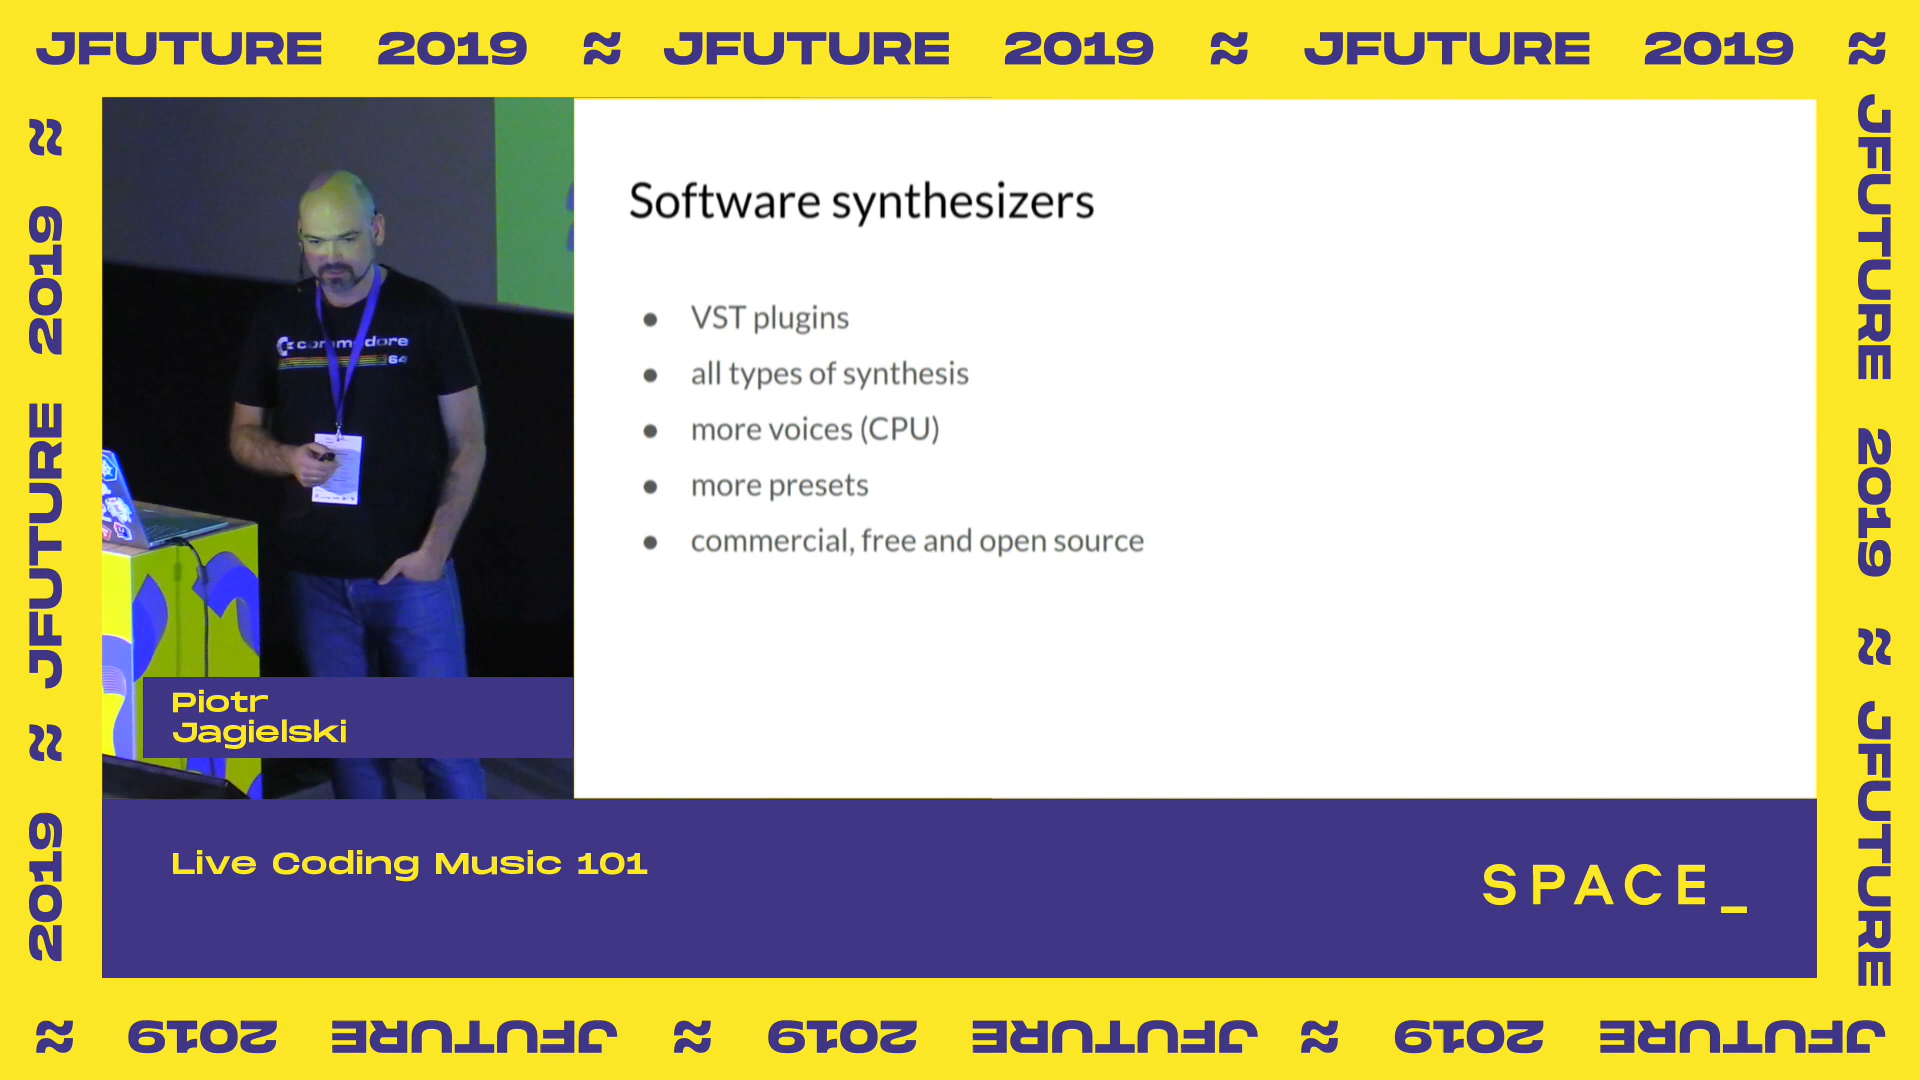 JFUTURE 2019 ≈ JFUTURE 2019 ≈ JFUTURE 2019 ≈
JFUTURE 2019 ≈ JFUTURE
Software synthesizers
● VST plugins
● all types of synthesis
● more voices (CPU)
● more presets
● commercial, free and open source
commodore
64
Piotr
Jagielski
Live Coding Music 101
SPACE_
JFUTURE 2019 ≈ JFUTURE 2019 ≈ JFUTURE 2019 ≈
2019 ≈ JFUTURE 2019 ≈